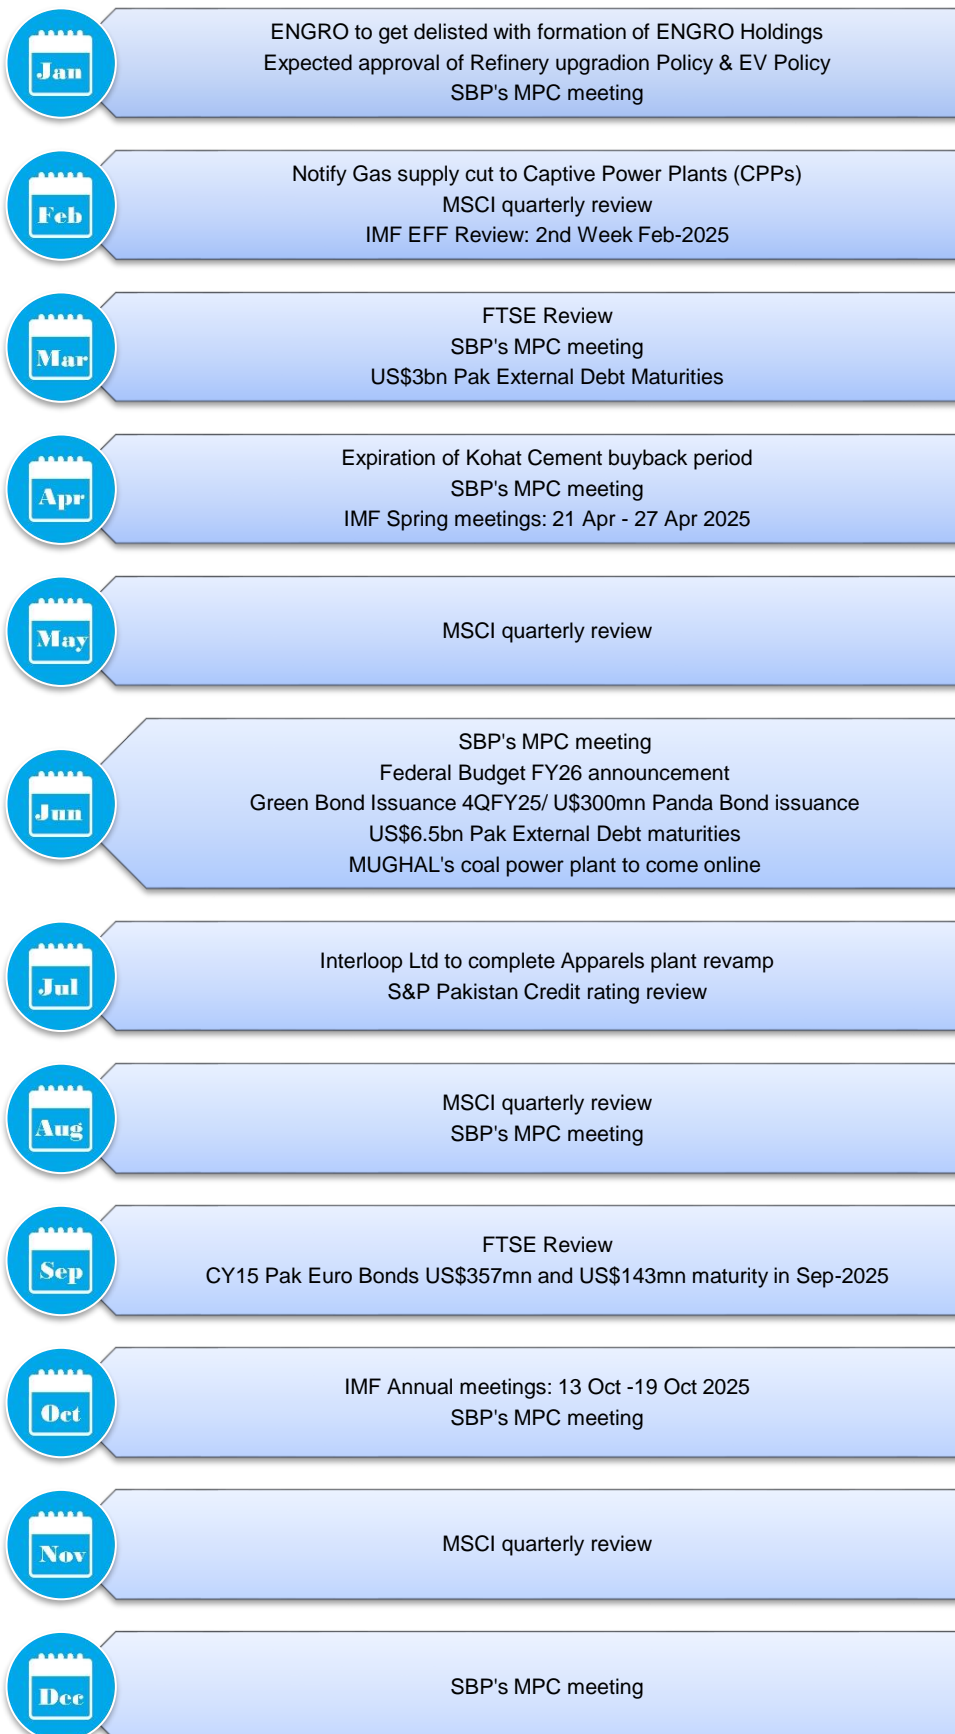 Jan
ENGRO to get delisted with formation of ENGRO Holdings
Expected approval of Refinery upgradion Policy & EV Policy
SBP's MPC meeting
Feb
Notify Gas supply cut to Captive Power Plants (CPPs)
MSCI quarterly review
IMF EFF Review: 2nd Week Feb-2025
Mar
FTSE Review
SBP's MPC meeting
US$3bn Pak External Debt Maturities
Apr
Expiration of Kohat Cement buyback period
SBP's MPC meeting
IMF Spring meetings: 21 Apr - 27 Apr 2025
May
MSCI quarterly review
Jun
SBP's MPC meeting
Federal Budget FY26 announcement
Green Bond Issuance 4QFY25/ U$300mn Panda Bond issuance
US$6.5bn Pak External Debt maturities
MUGHAL's coal power plant to come online
Jul
Interloop Ltd to complete Apparels plant revamp
S&P Pakistan Credit rating review
Aug
MSCI quarterly review
SBP's MPC meeting
Sep
FTSE Review
CY15 Pak Euro Bonds US$357mn and US$143mn maturity in Sep-2025
Oct
IMF Annual meetings: 13 Oct -19 Oct 2025
SBP's MPC meeting
Nov
MSCI quarterly review
Dec
SBP's MPC meeting